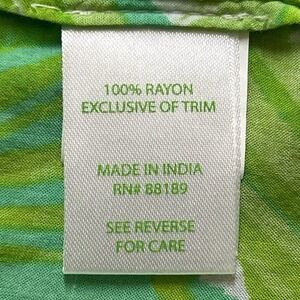 100% RAYON
EXCLUSIVE OF TRIM
MADE IN INDIA
RN# 88189
SEE REVERSE
FOR CARE